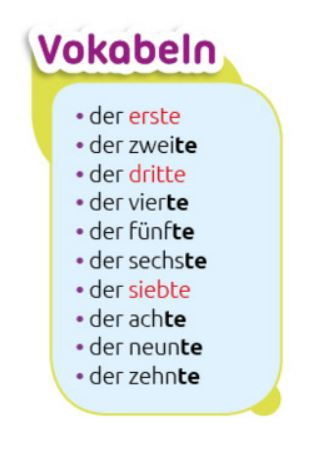 Vokabeln
• der erste
• der zweite
• der dritte
• der vierte
• der fünfte
• der sechste
• der siebte
• der achte
• der neunte
• der zehnte